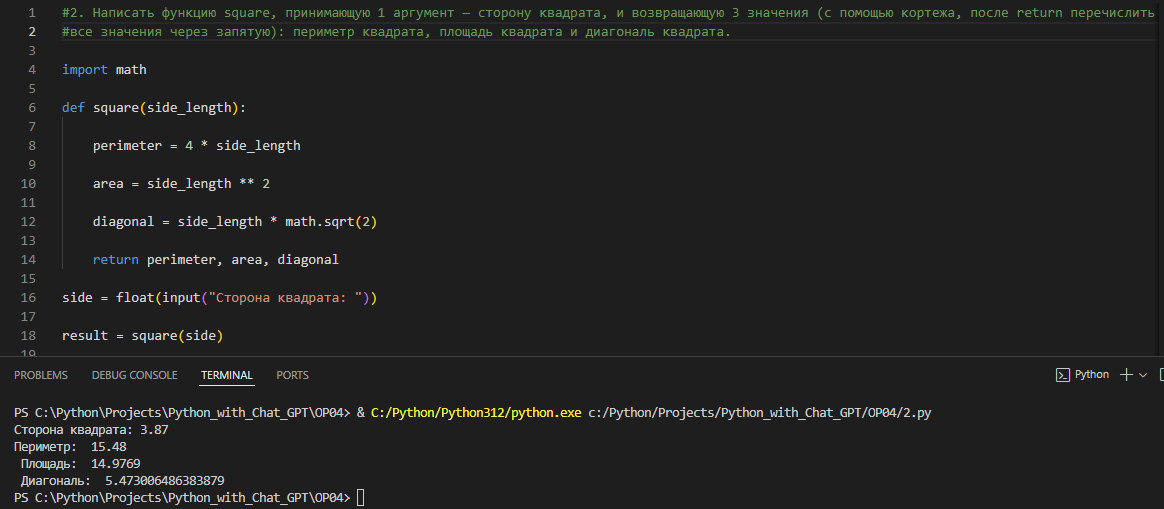 1 #2. Написать функцию square, принимающую 1 аргумент — сторону квадрата, и возвращающую 3 значения (с помощью кортежа, после return перечислить
2 #все значения через запятую): периметр квадрата, площадь квадрата и диагональ квадрата.
3
4 import math
5
6 def square(side_length):
7
8 perimeter = 4 * side_length
9
10 area = side_length ** 2
11
12 diagonal = side_length * math.sqrt(2)
13
14 return perimeter, area, diagonal
15
16 side = float(input("Сторона квадрата: "))
17
18 result = square(side)
19
PROBLEMS DEBUG CONSOLE TERMINAL PORTS Python
PS C:\Python\Projects\Python_with_Chat_GPT\OP04> & C:/Python/Python312/python.exe c:/Python/Projects/Python_with_Chat_GPT/OP04/2.py
Сторона квадрата: 3.87
Периметр:  15.48
 Площадь:  14.9769
 Диагональ:  5.473006486383879
PS C:\Python\Projects\Python_with_Chat_GPT\OP04>